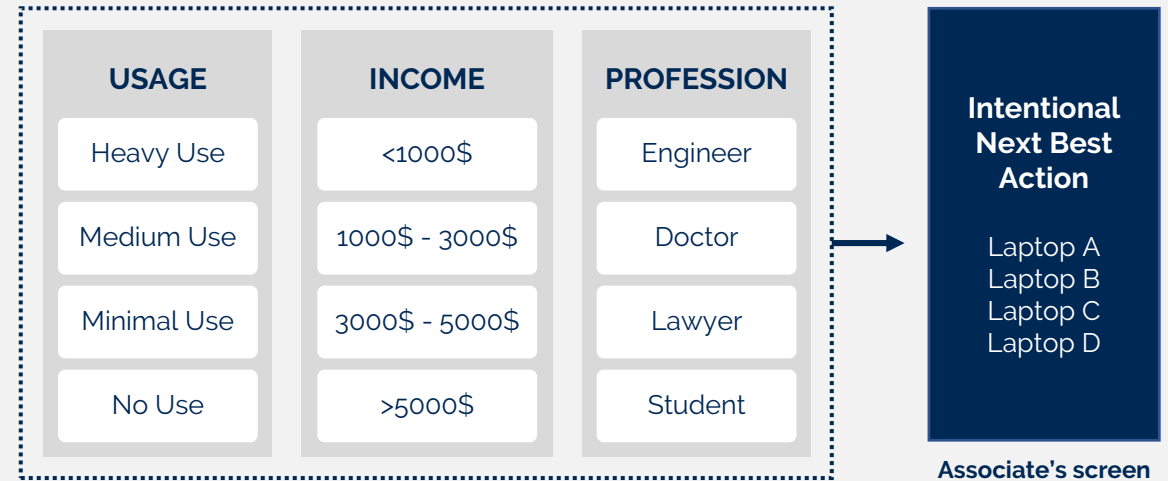 USAGE
Heavy Use
Medium Use
Minimal Use
No Use
INCOME
<1000$
1000$ - 3000$
3000$ - 5000$
>5000$
PROFESSION
Engineer
Doctor
Lawyer
Student
Intentional
Next Best
Action
Laptop A
Laptop B
Laptop C
Laptop D
Associate's screen